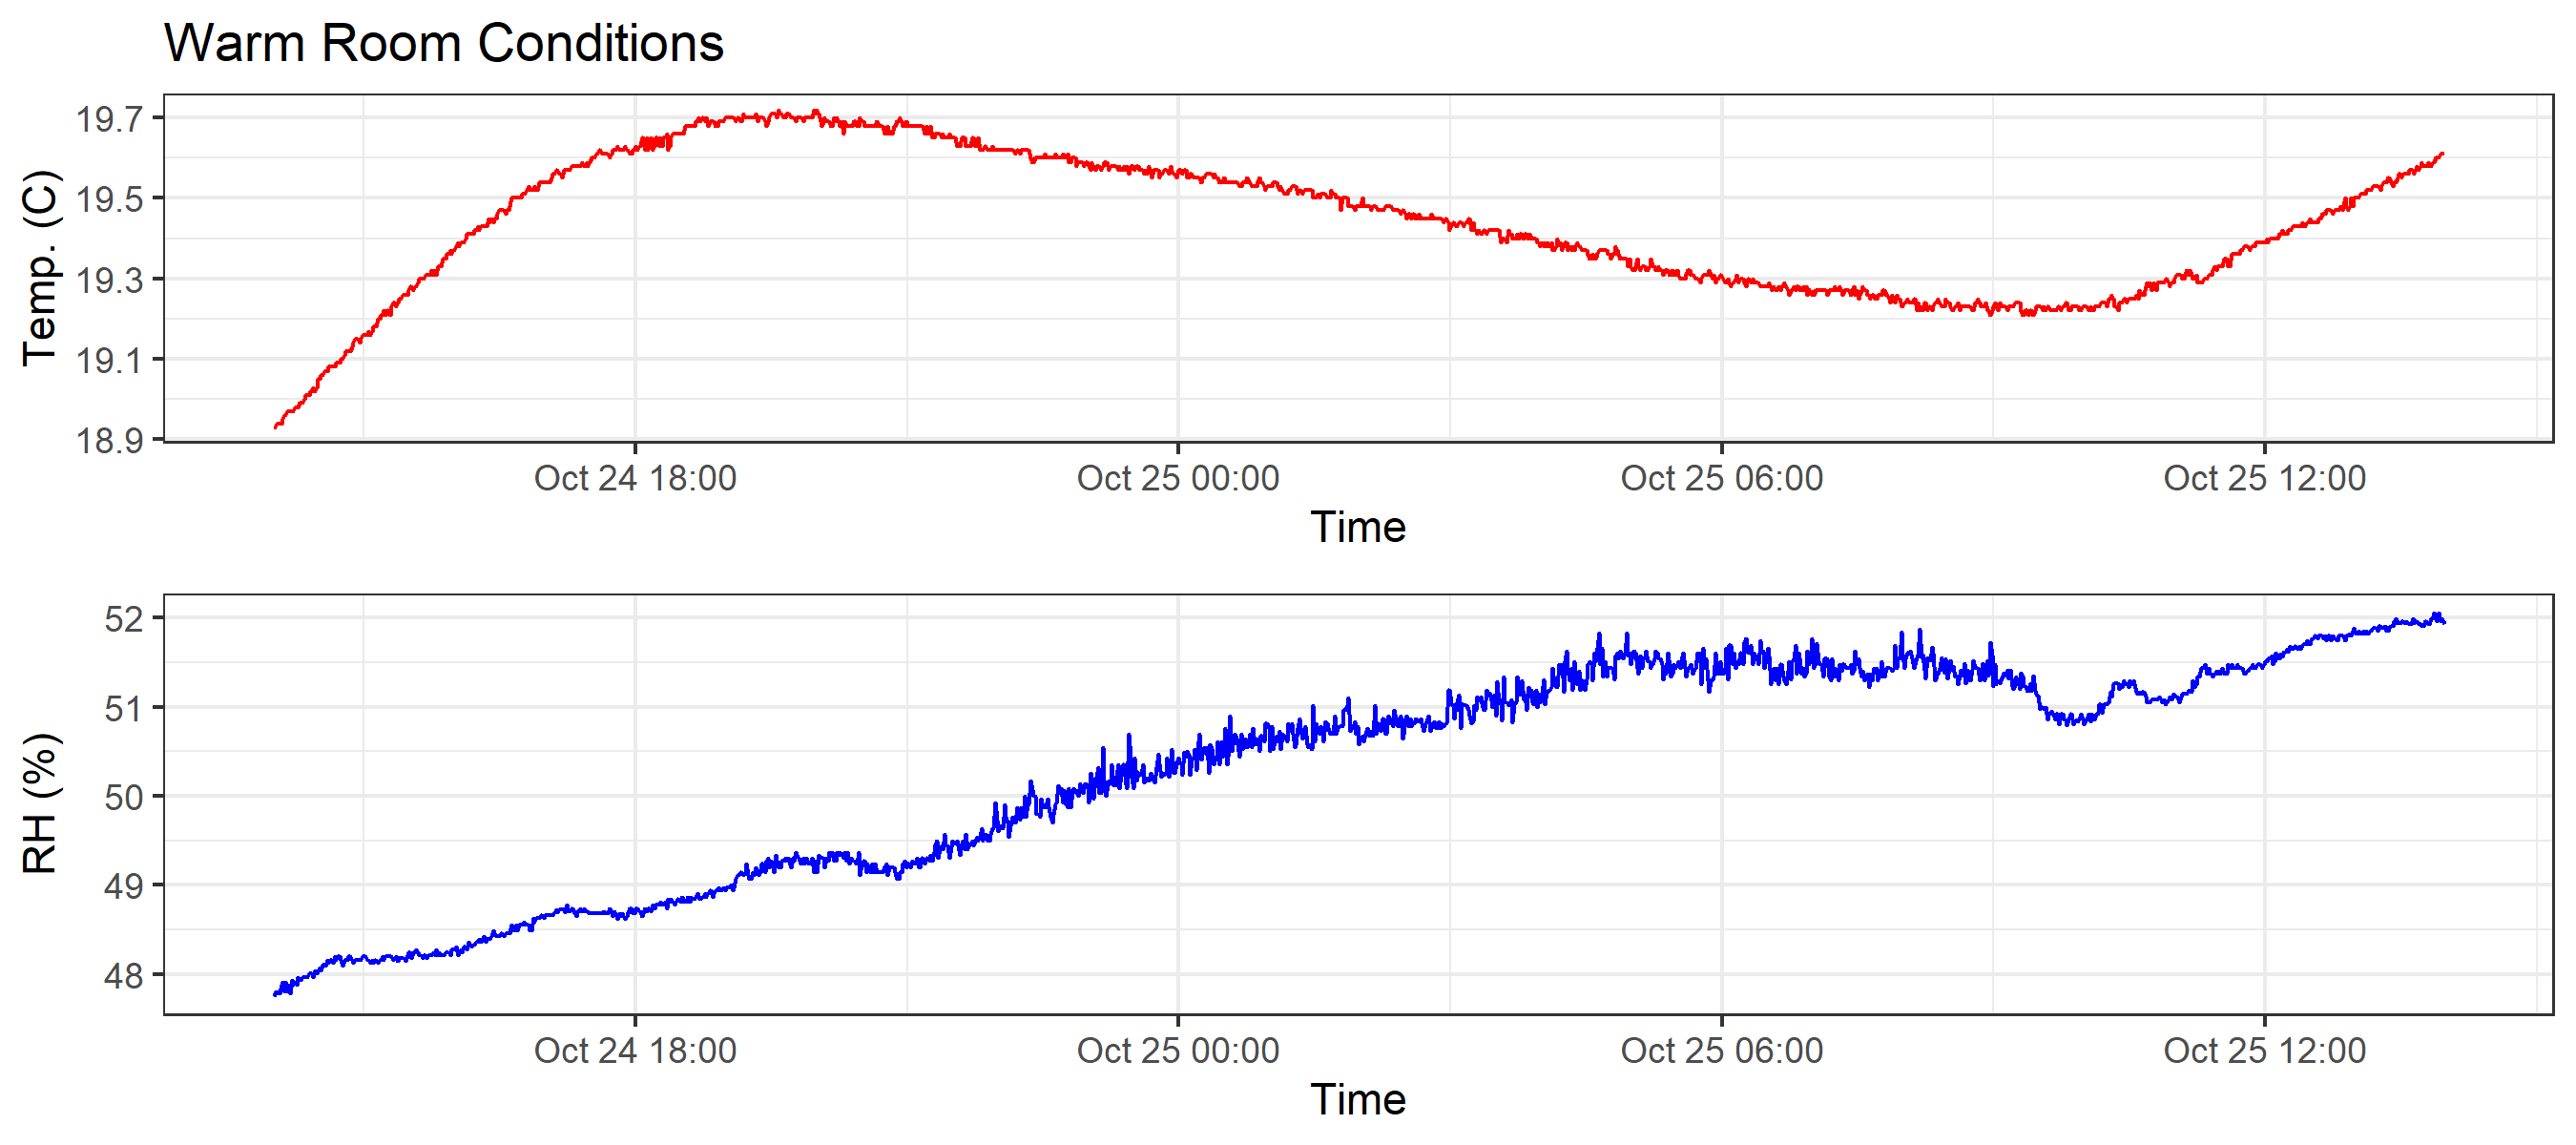 Warm Room Conditions
Temp. (C)
19.7
19.5
19.3
19.1
18.9
Oct 24 18:00 Oct 25 00:00 Oct 25 06:00 Oct 25 12:00
Time
RH (%)
52
51
50
49
48
Oct 24 18:00 Oct 25 00:00 Oct 25 06:00 Oct 25 12:00
Time